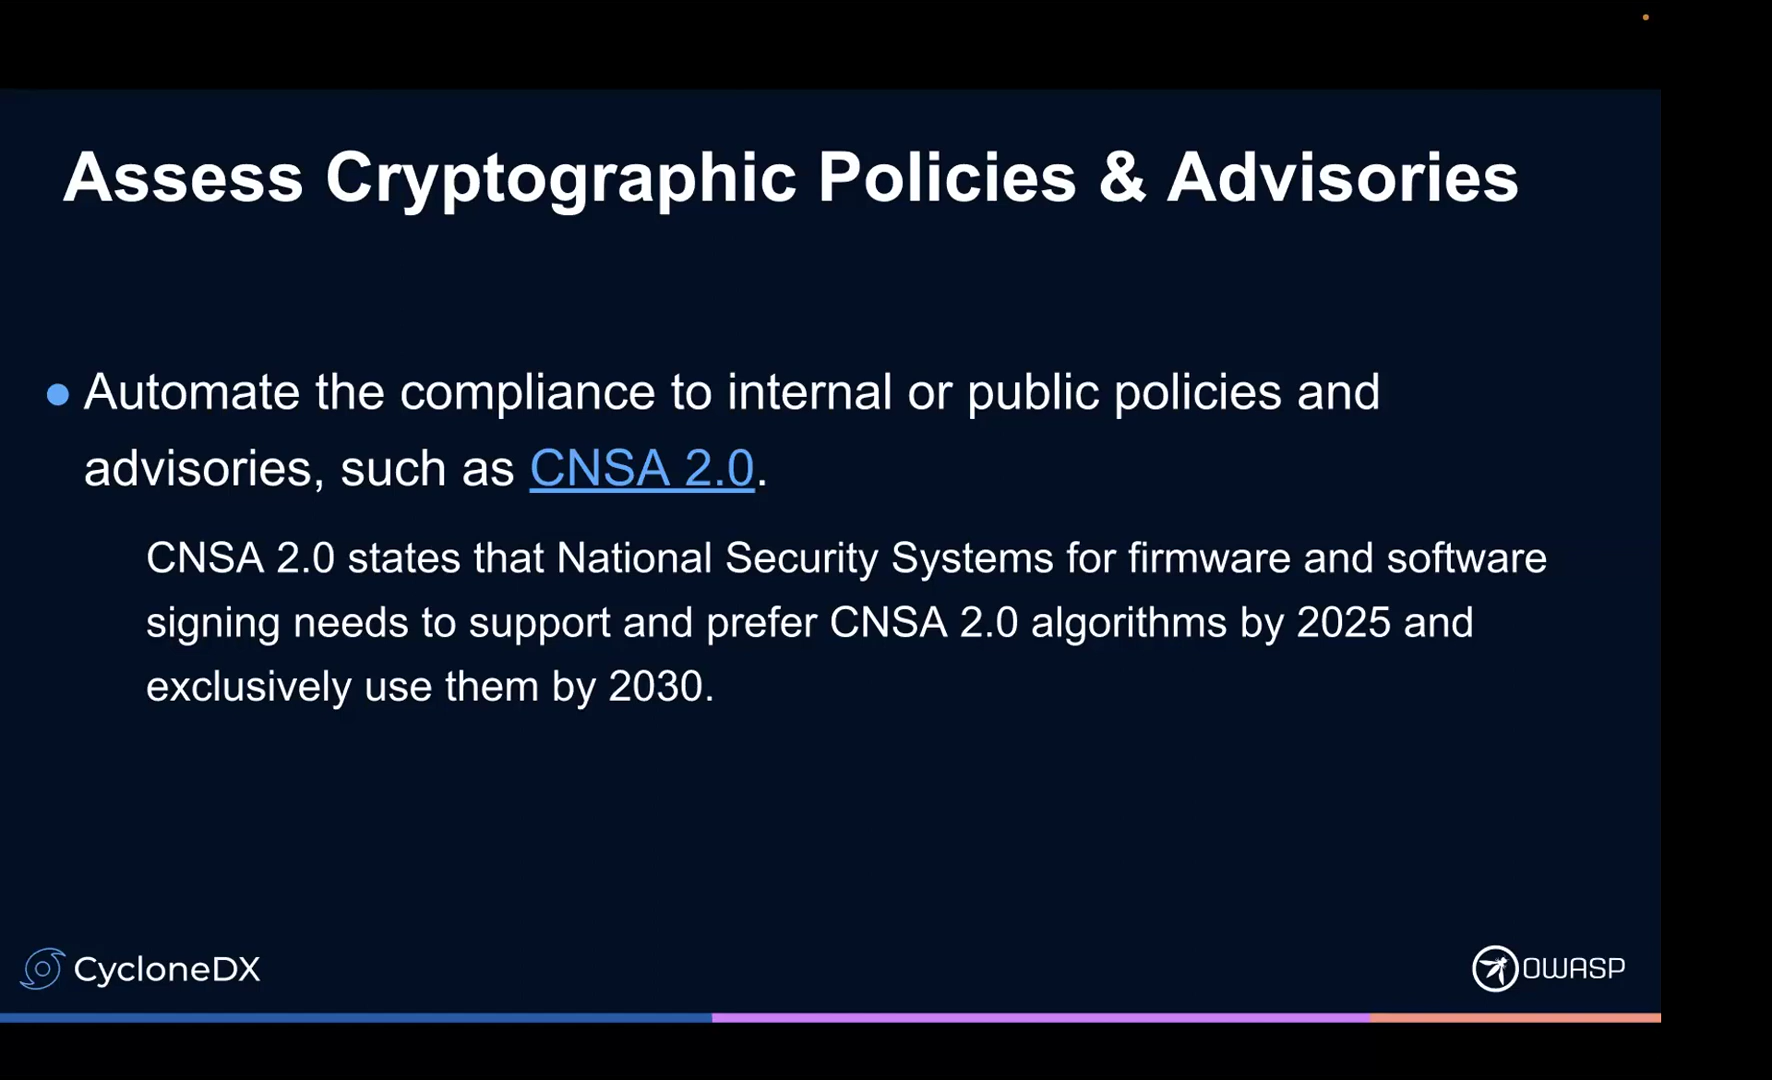 Assess Cryptographic Policies & Advisories
Automate the compliance to internal or public policies and
advisories, such as CNSA 2.0.
CNSA 2.0 states that National Security Systems for firmware and software
signing needs to support and prefer CNSA 2.0 algorithms by 2025 and
exclusively use them by 2030.
CycloneDX
OWASP